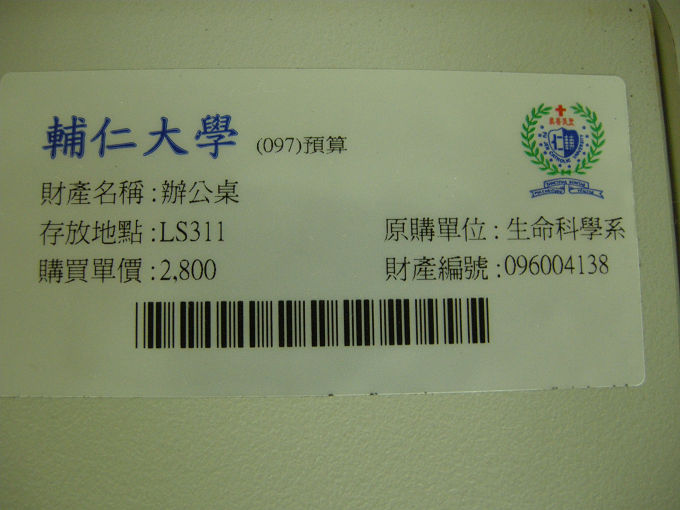 輔仁大學 (097)預算
財產名稱:辦公桌
存放地點:LS311 原購單位:生命科學系
購買單價:2,800 財產編號:096004138